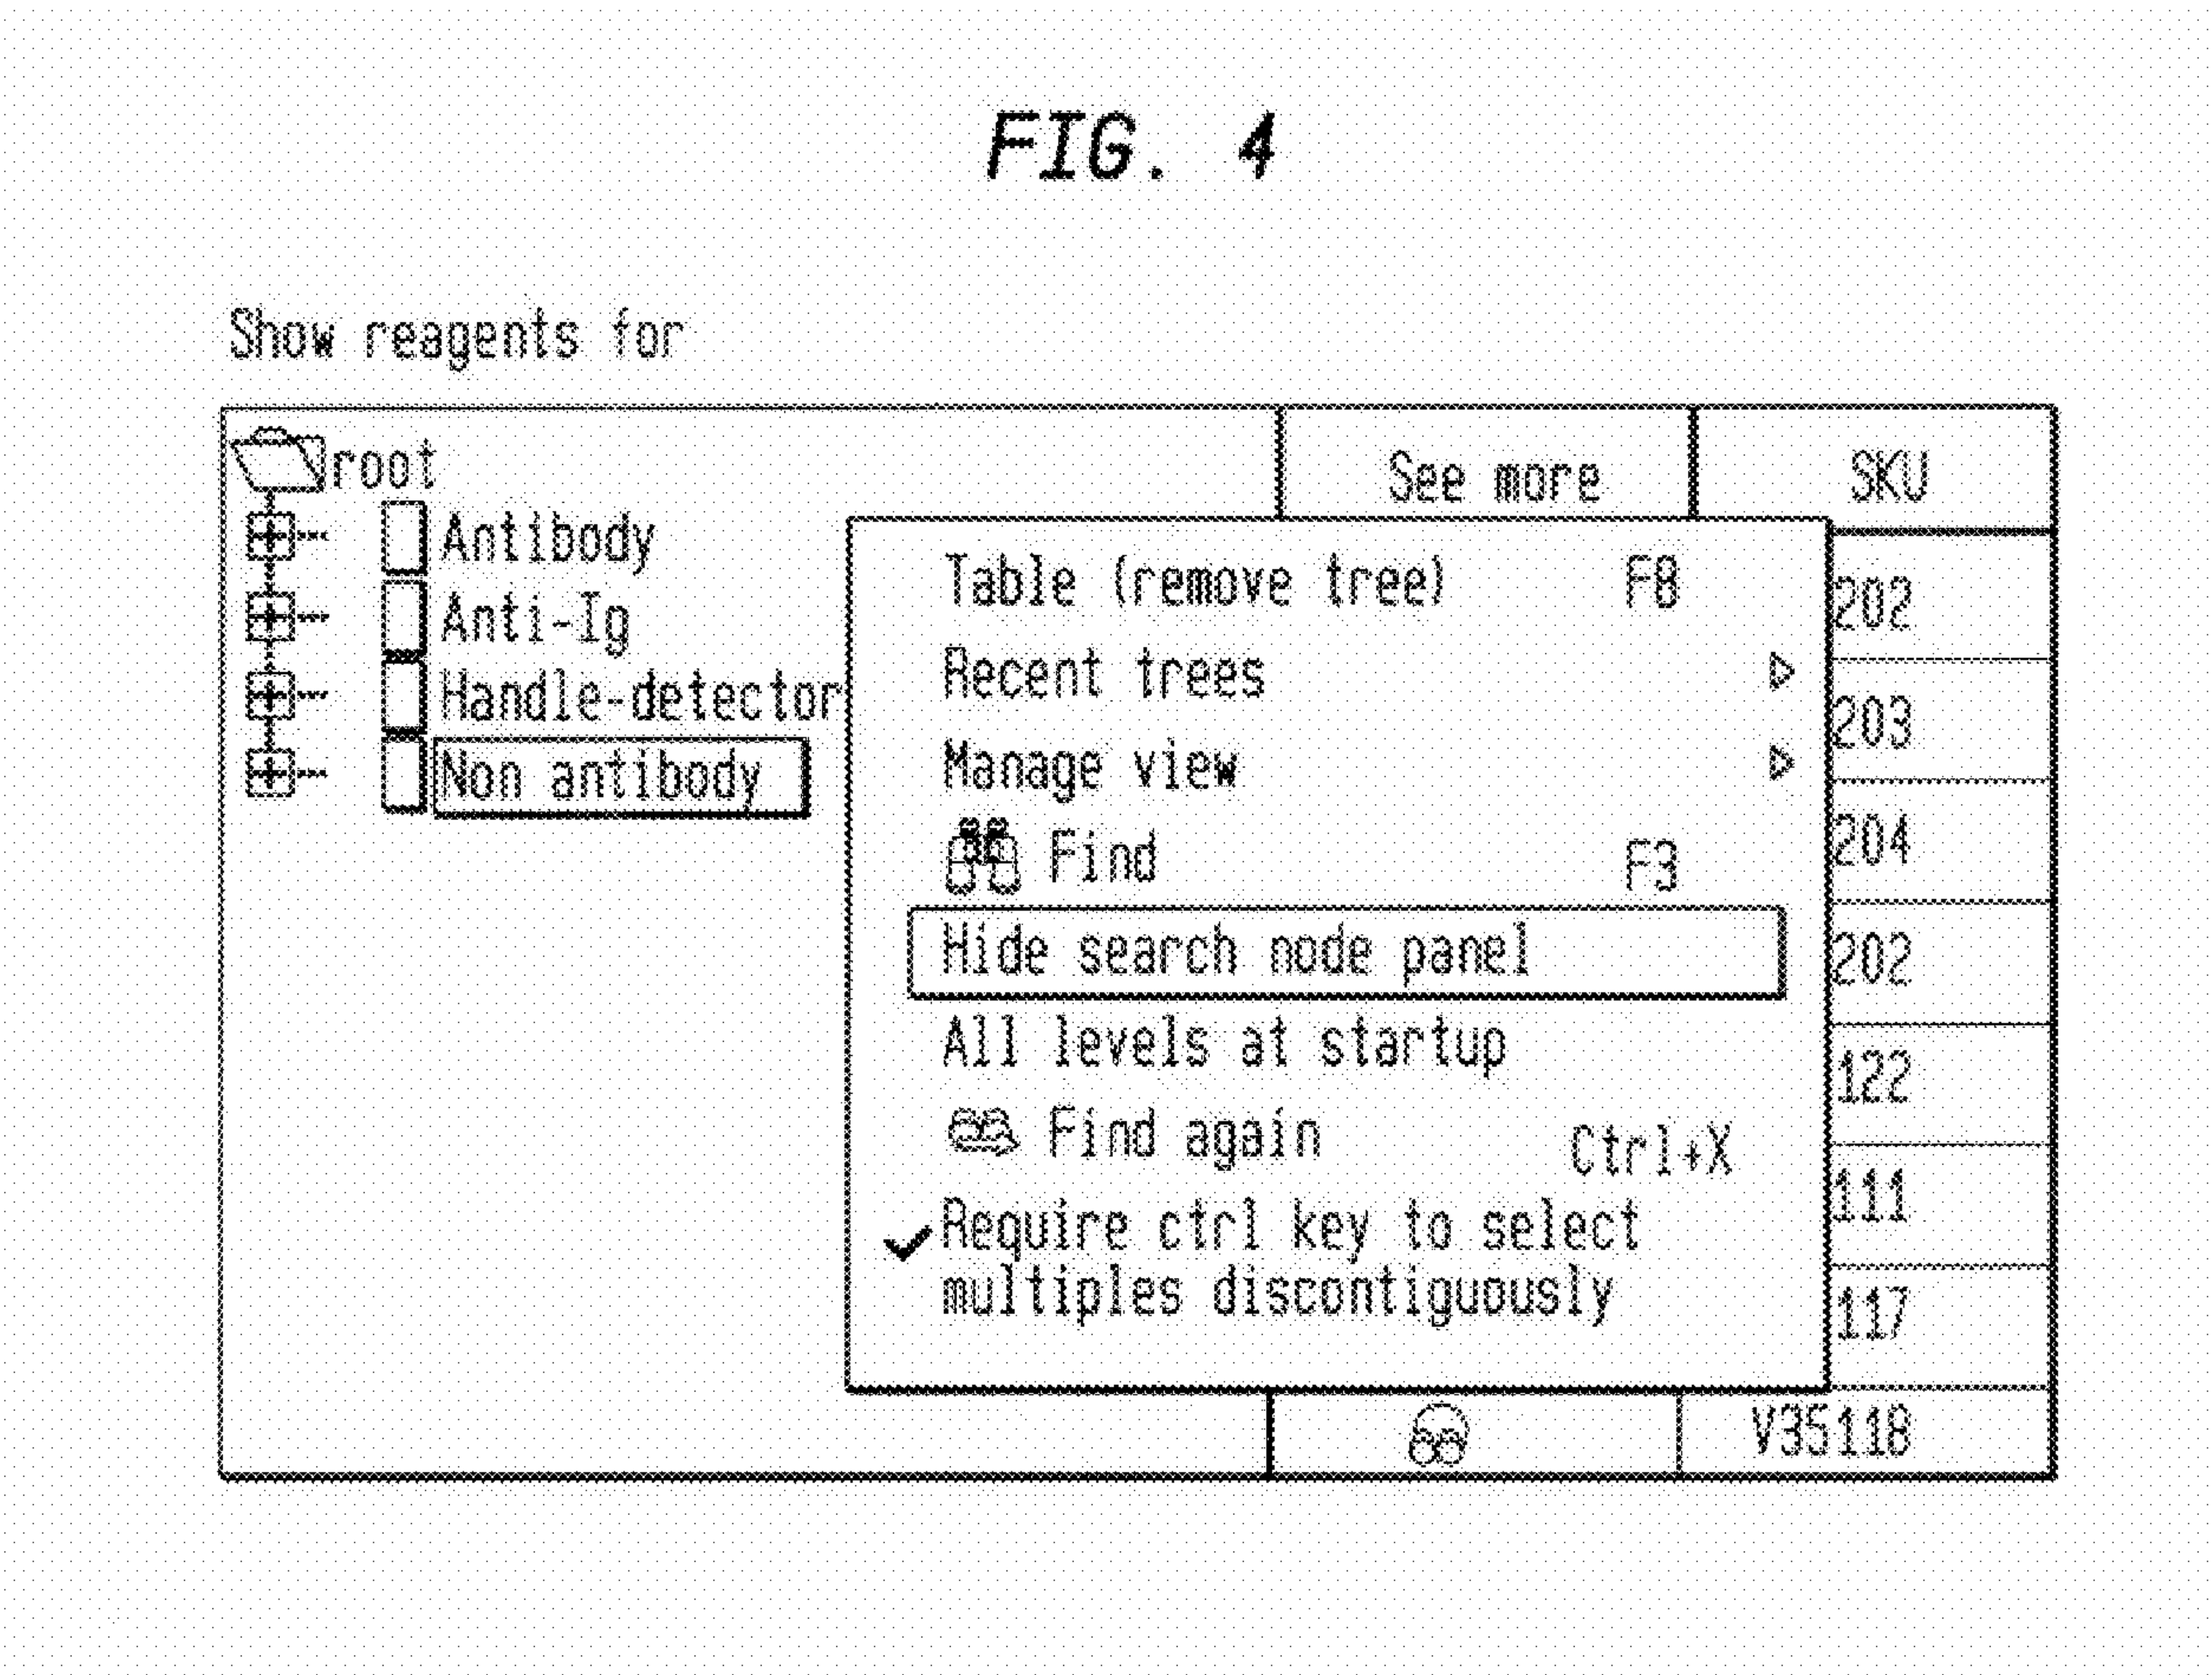 FIG. 4
Show reagents for
root
See more
SKU
Antibody
Anti-Ig
Handle-detector
Non antibody
Table (remove tree) F8
Recent trees
Manage view
Find F3
Hide search node panel
All levels at startup
Find again Ctrl+X
Require ctrl key to select
multiples discontiguously
202
203
204
202
122
111
117
V35118